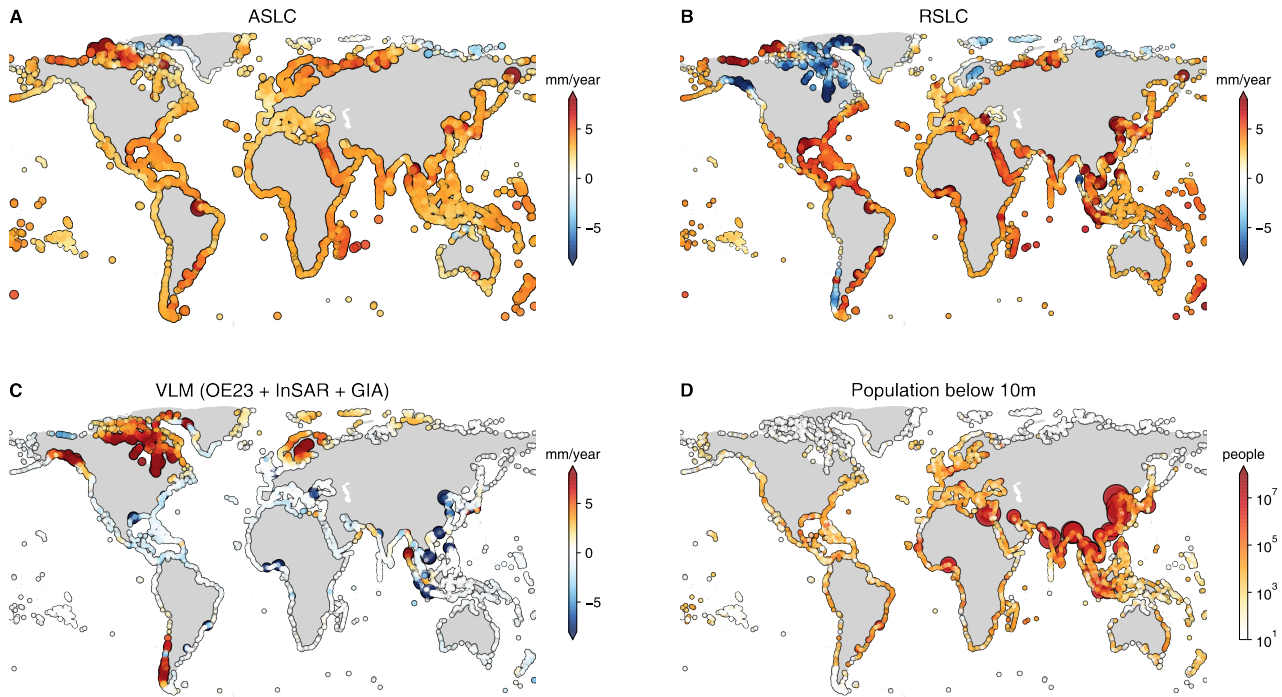 A ASLC
mm/year
5
0
−5
B RSLC
mm/year
5
0
−5
C VLM (OE23 + InSAR + GIA)
mm/year
5
0
−5
D Population below 10m
people
10⁷
10⁵
10³
10¹